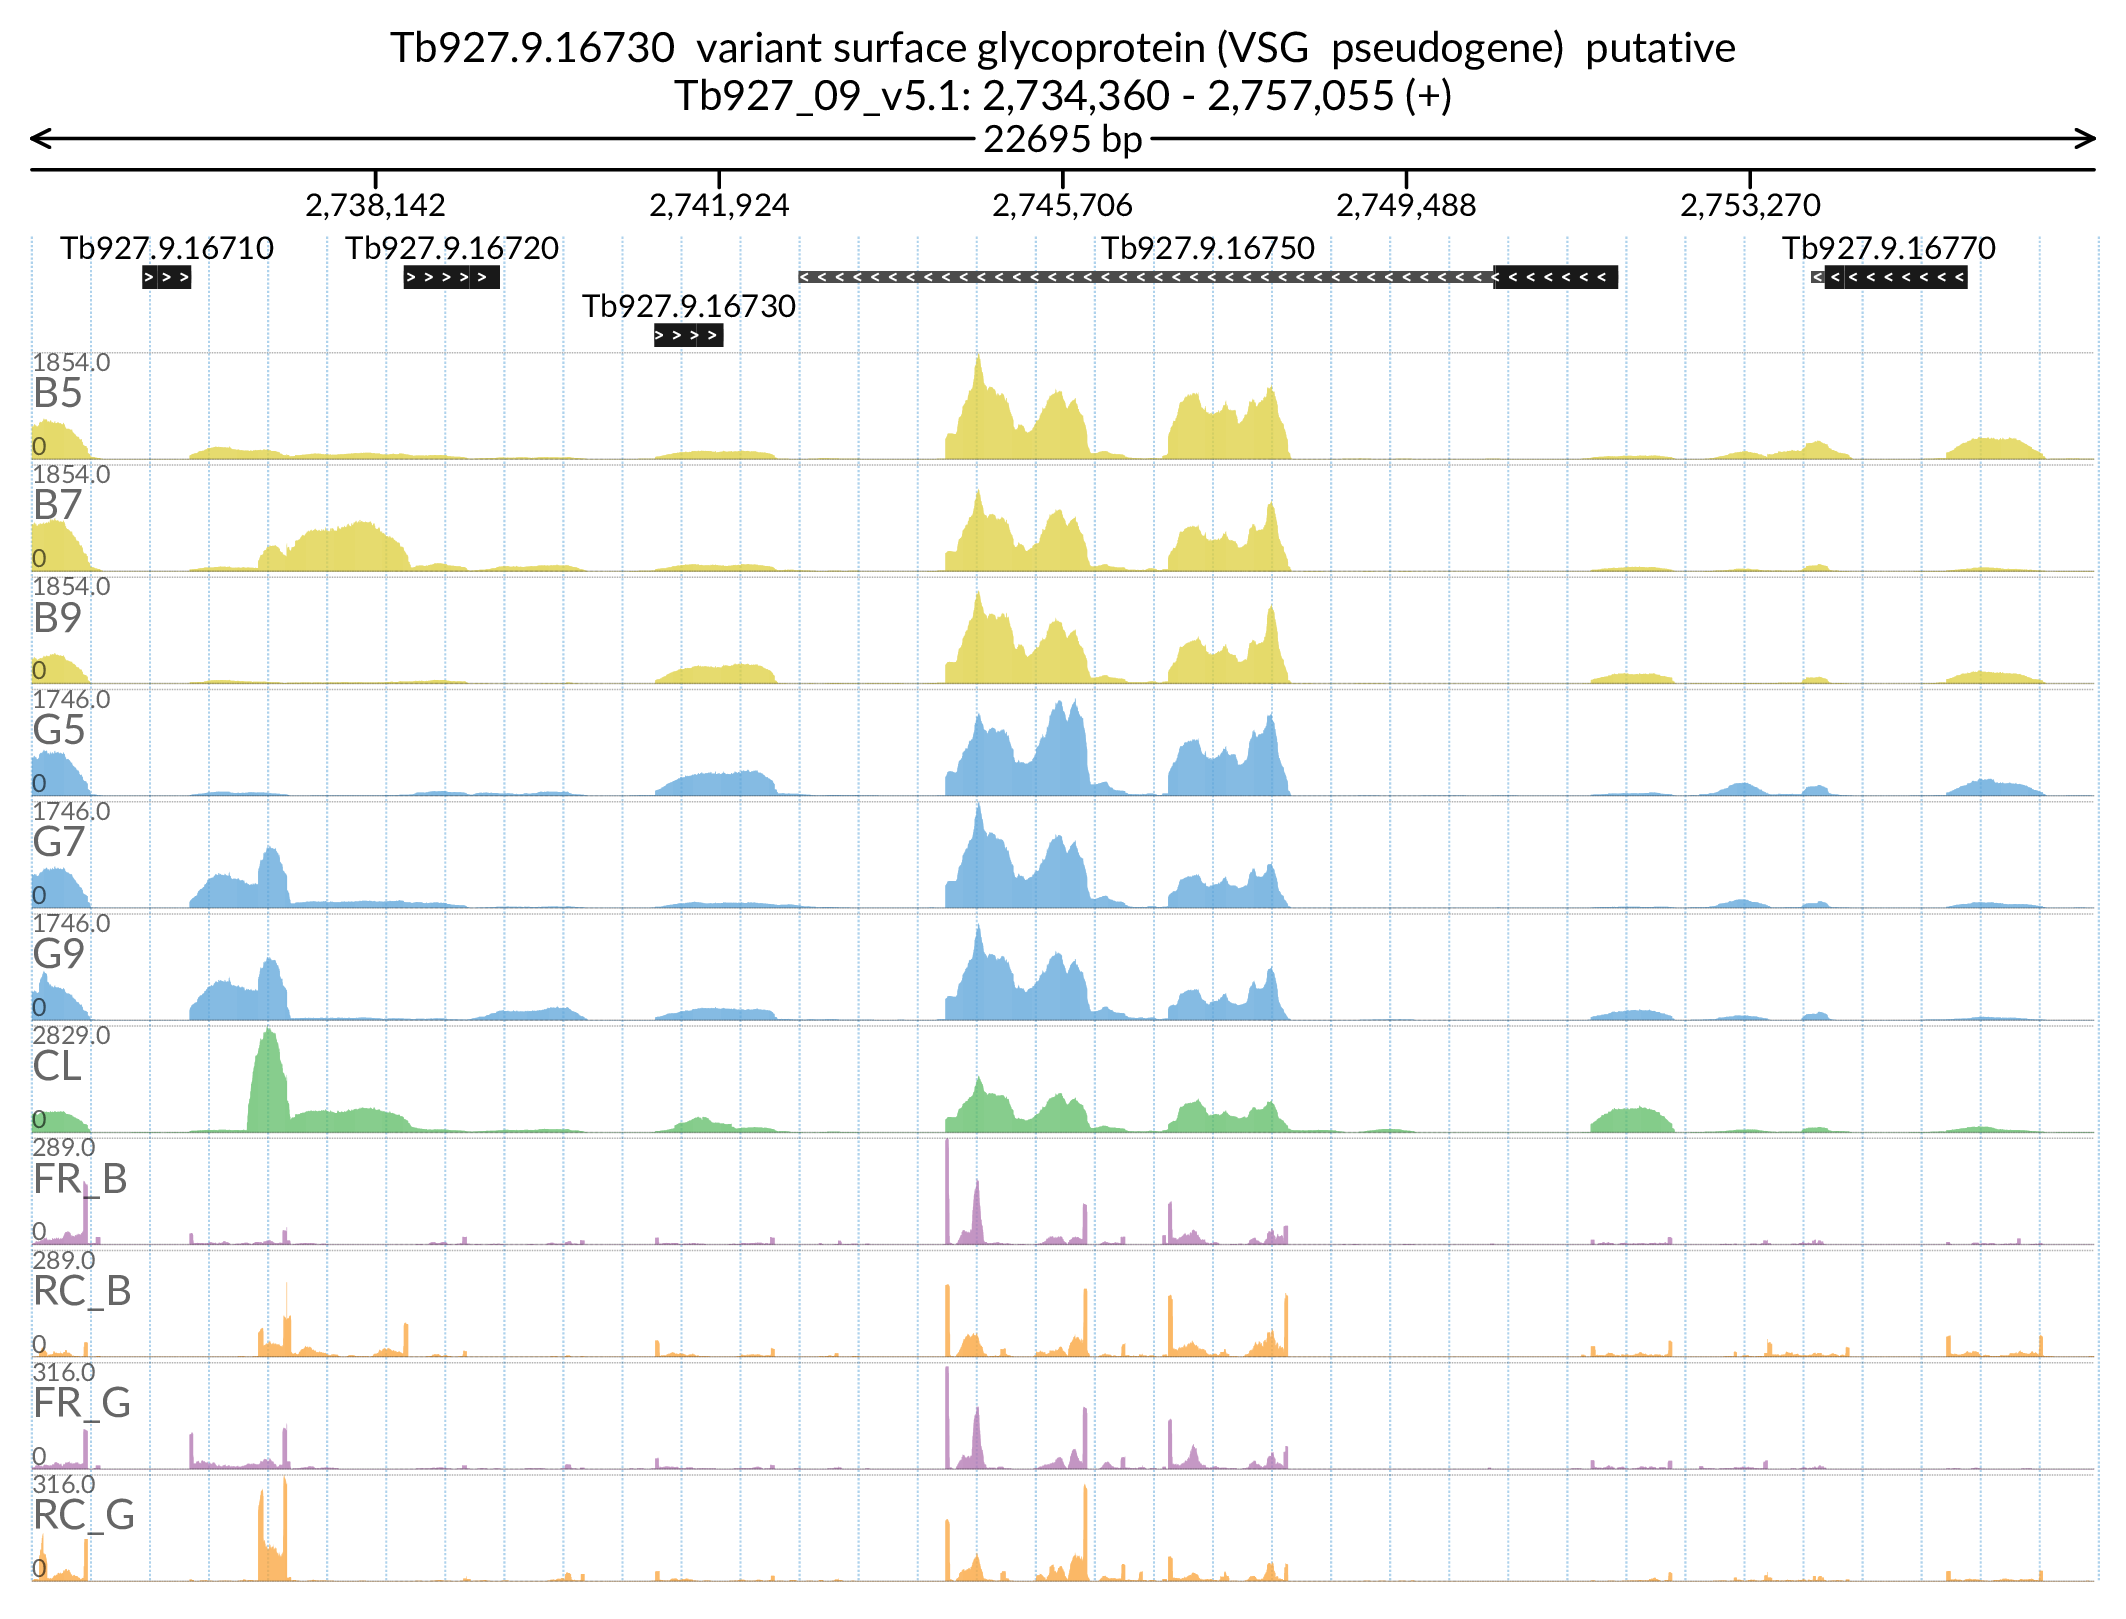 Tb927.9.16730  variant surface glycoprotein (VSG  pseudogene)  putative
Tb927_09_v5.1: 2,734,360 - 2,757,055 (+)
22695 bp
2,738,142 2,741,924 2,745,706 2,749,488 2,753,270
Tb927.9.16710 Tb927.9.16720 Tb927.9.16750 Tb927.9.16770
Tb927.9.16730
1854.0
B5
0
1854.0
B7
0
1854.0
B9
0
1746.0
G5
0
1746.0
G7
0
1746.0
G9
0
2829.0
CL
0
289.0
FR_B
0
289.0
RC_B
0
316.0
FR_G
0
316.0
RC_G
0